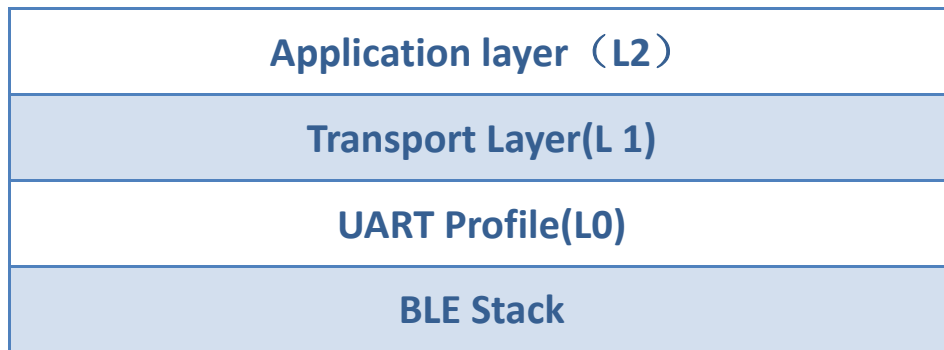 Application layer（L2）
Transport Layer(L 1)
UART Profile(L0)
BLE Stack